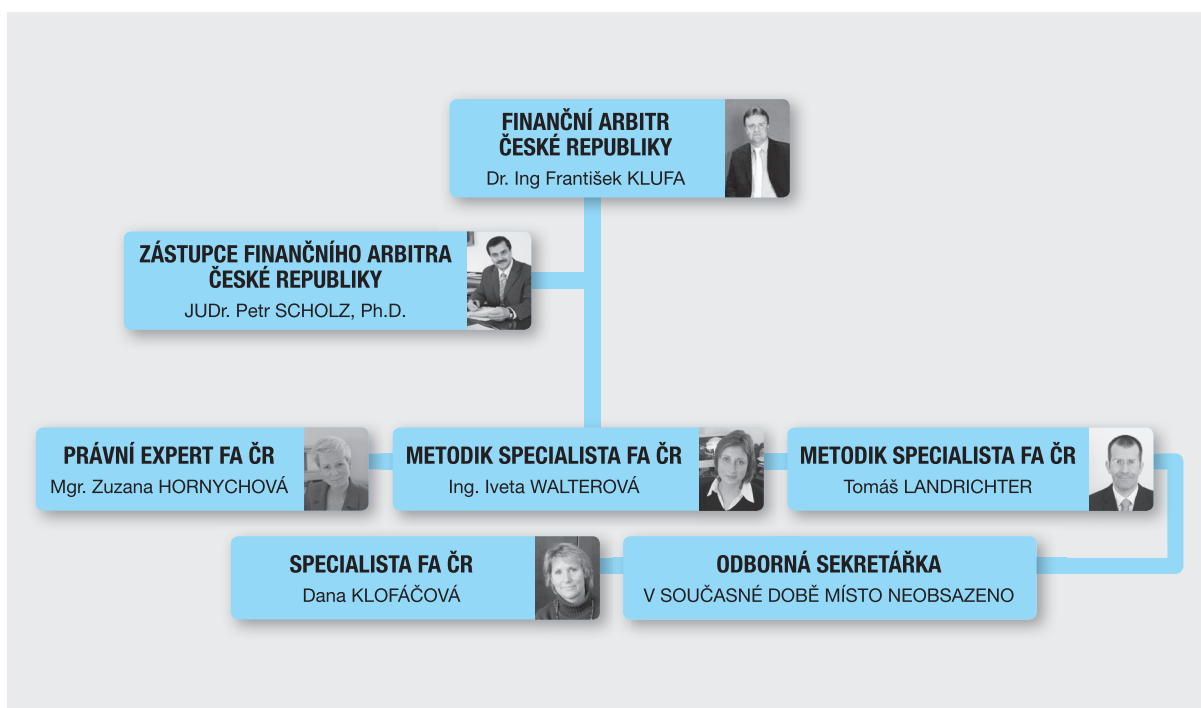 FINANČNÍ ARBITR
ČESKÉ REPUBLIKY
Dr. Ing František KLUFA
ZÁSTUPCE FINANČNÍHO ARBITRA
ČESKÉ REPUBLIKY
JUDr. Petr SCHOLZ, Ph.D.
PRÁVNÍ EXPERT FA ČR
Mgr. Zuzana HORNYCHOVÁ
METODIK SPECIALISTA FA ČR
Ing. Iveta WALTEROVÁ
METODIK SPECIALISTA FA ČR
Tomáš LANDRICHTER
SPECIALISTA FA ČR
Dana KLOFÁČOVÁ
ODBORNÁ SEKRETÁŘKA
V SOUČASNÉ DOBĚ MÍSTO NEOBSAZENO